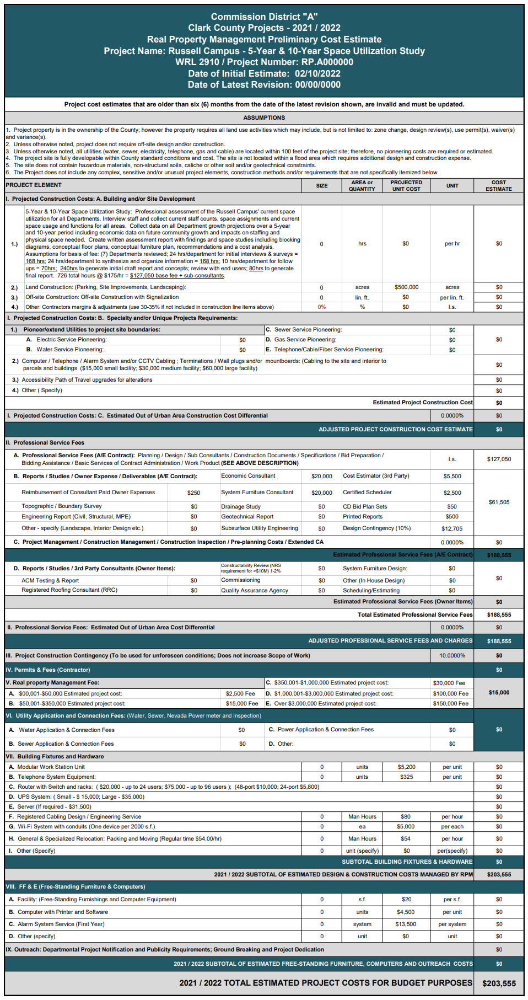 Commission District "A"
Clark County Projects - 2021 / 2022
Real Property Management Preliminary Cost Estimate
Project Name: Russell Campus - 5-Year & 10-Year Space Utilization Study
WRL 2910 / Project Number: RP.A000000
Date of Initial Estimate: 02/10/2022
Date of Latest Revision: 00/00/0000
Project cost estimates that are older than six (6) months from the date of the latest revision shown, are invalid and must be updated.
ASSUMPTIONS
1. Project property is in the ownership of the County; however the property requires all land use activities which may include, but is not limited to: zone change, design review(s), use permit(s), waiver(s)
and variance(s).
2. Unless otherwise noted, project does not require off-site design and/or construction.
3. Unless otherwise noted, all utilities (water, sewer, electricity, telephone, gas and cable) are located within 100 feet of the project site; therefore, no pioneering costs are required or estimated.
4. The project site is fully developable within County standard conditions and cost. The site is not located within a flood area which requires additional design and construction expense.
5. The site does not contain hazardous materials, non-structural soils, caliche or other soil and/or geotechnical constraints.
6. The Project does not include any complex, sensitive and/or unusual project elements, construction methods and/or requirements that are not specifically itemized below.
PROJECT ELEMENT SIZE AREA or QUANTITY PROJECTED UNIT COST UNIT COST ESTIMATE
I. Projected Construction Costs: A. Building and/or Site Development
5-Year & 10-Year Space Utilization Study: Professional assessment of the Russell Campus' current space
utilization for all Departments. Interview staff and collect current staff counts, space assignments and current
space usage and functions for all areas. Collect data on all Department growth projections over a 5-year
and 10-year period including economic data on future community growth and impacts on staffing and
physical space needed. Create written assessment report with findings and space studies including blocking
1.) 0 hrs $0 per hr $0
diagrams, conceptual floor plans, conceptual furniture plan, recommendations and a cost analysis.
Assumptions for basis of fee: (7) Departments reviewed; 24 hrs/department for initial interviews & surveys =
168 hrs; 24 hrs/department to synthesize and organize information = 168 hrs; 10 hrs/department for follow
ups = 70hrs; 240hrs to generate initial draft report and concepts; review with end users; 80hrs to generate
final report. 726 total hours @ $175/hr = $127,050 base fee + sub-consultants.
2.) Land Construction: (Parking, Site Improvements, Landscaping): 0 acres $500,000 acres $0
3.) Off-site Construction: Off-site Construction with Signalization 0 lin. ft. $0 per lin. ft. $0
4.) Other: Contractors margins & adjustments (use 30-35% if not included in construction line items above) 0% % $0 l.s. $0
I. Projected Construction Costs: B. Specialty and/or Unique Projects Requirements:
1.) Pioneer/extend Utilities to project site boundaries: C. Sewer Service Pioneering: $0
A. Electric Service Pioneering: $0 D. Gas Service Pioneering: $0 $0
B. Water Service Pioneering: $0 E. Telephone/Cable/Fiber Service Pioneering: $0
2.) Computer / Telephone / Alarm System and/or CCTV Cabling ; Terminations / Wall plugs and/or mountboards: (Cabling to the site and interior to
parcels and buildings ($15,000 small facility; $30,000 medium facility; $60,000 large facility) $0
3.) Accessibility Path of Travel upgrades for alterations $0
4.) Other ( Specify) $0
Estimated Project Construction Cost $0
I. Projected Construction Costs: C. Estimated Out of Urban Area Construction Cost Differential 0.0000% $0
ADJUSTED PROJECT CONSTRUCTION COST ESTIMATE $0
II. Professional Service Fees
A. Professional Service Fees (A/E Contract): Planning / Design / Sub Consultants / Construction Documents / Specifications / Bid Preparation /
Bidding Assistance / Basic Services of Contract Administration / Work Product (SEE ABOVE DESCRIPTION) l.s. $127,050
B. Reports / Studies / Owner Expense / Deliverables (A/E Contract): Economic Consultant $20,000 Cost Estimator (3rd Party) $5,500
Reimbursement of Consultant Paid Owner Expenses $250 System Furniture Consultant $20,000 Certified Scheduler $2,500
$61,505
Topographic / Boundary Survey $0 Drainage Study $0 CD Bid Plan Sets $50
Engineering Report (Civil, Structural, MPE) $0 Geotechnical Report $0 Printed Reports $500
Other - specify (Landscape, Interior Design etc.) $0 Subsurface Utility Engineering $0 Design Contingency (10%) $12,705
C. Project Management / Construction Management / Construction Inspection / Pre-planning Costs / Extended CA 0.0000% $0
Estimated Professional Service Fees (A/E Contract) $188,555
D. Reports / Studies / 3rd Party Consultants (Owner Items): Constructability Review (NRS requirement for >$10M) 1-2% $0 System Furniture Design: $0
$0
ACM Testing & Report $0 Commissioning $0 Other (In House Design) $0
Registered Roofing Consultant (RRC) $0 Quality Assurance Agency $0 Scheduling/Estimating $0
Estimated Professional Service Fees (Owner Items) $0
Total Estimated Professional Service Fees $188,555
II. Professional Service Fees: Estimated Out of Urban Area Cost Differential 0.0000% $0
ADJUSTED PROFESSIONAL SERVICE FEES AND CHARGES $188,555
III. Project Construction Contingency (To be used for unforeseen conditions; Does not increase Scope of Work) 10.0000% $0
IV. Permits & Fees (Contractor) $0
V. Real property Management Fee: C. $350,001-$1,000,000 Estimated project cost: $30,000 Fee
A. $00,001-$50,000 Estimated project cost: $2,500 Fee D. $1,000,001-$3,000,000 Estimated project cost: $100,000 Fee $15,000
B. $50,001-$350,000 Estimated project cost: $15,000 Fee E. Over $3,000,000 Estimated project cost: $150,000 Fee
VI. Utility Application and Connection Fees: (Water, Sewer, Nevada Power meter and inspection)
A. Water Application & Connection Fees $0 C. Power Application & Connection Fees $0 $0
B. Sewer Application & Connection Fees $0 D. Other: $0
VII. Building Fixtures and Hardware
A. Modular Work Station Unit 0 units $5,200 per unit $0
B. Telephone System Equipment: 0 units $325 per unit $0
C. Router with Switch and racks: ( $20,000 - up to 24 users; $75,000 - up to 96 users ); (48-port $10,000; 24-port $5,800) $0
D. UPS System: ( Small - $ 15,000; Large - $35,000) $0
E. Server (If required - $31,500) $0
F. Registered Cabling Design / Engineering Service 0 Man Hours $80 per hour $0
G. Wi-Fi System with conduits (One device per 2000 s.f.) 0 ea $5,000 per each $0
H. General & Specialized Relocation: Packing and Moving (Regular time $54.00/hr) 0 Man Hours $54 per hour $0
I. Other (Specify) 0 unit (specify) $0 per(specify) $0
SUBTOTAL BUILDING FIXTURES & HARDWARE $0
2021 / 2022 SUBTOTAL OF ESTIMATED DESIGN & CONSTRUCTION COSTS MANAGED BY RPM $203,555
VIII. FF & E (Free-Standing Furniture & Computers)
A. Facility: (Free-Standing Furnishings and Computer Equipment) 0 s.f. $20 per s.f. $0
B. Computer with Printer and Software 0 units $4,500 per unit $0
C. Alarm System Service (First Year) 0 system $13,500 per system $0
D. Other (specify) 0 unit $0 unit $0
IX. Outreach: Departmental Project Notification and Publicity Requirements; Ground Breaking and Project Dedication $0
2021 / 2022 SUBTOTAL OF ESTIMATED FREE-STANDING FURNITURE, COMPUTERS AND OUTREACH COSTS $0
2021 / 2022 TOTAL ESTIMATED PROJECT COSTS FOR BUDGET PURPOSES $203,555